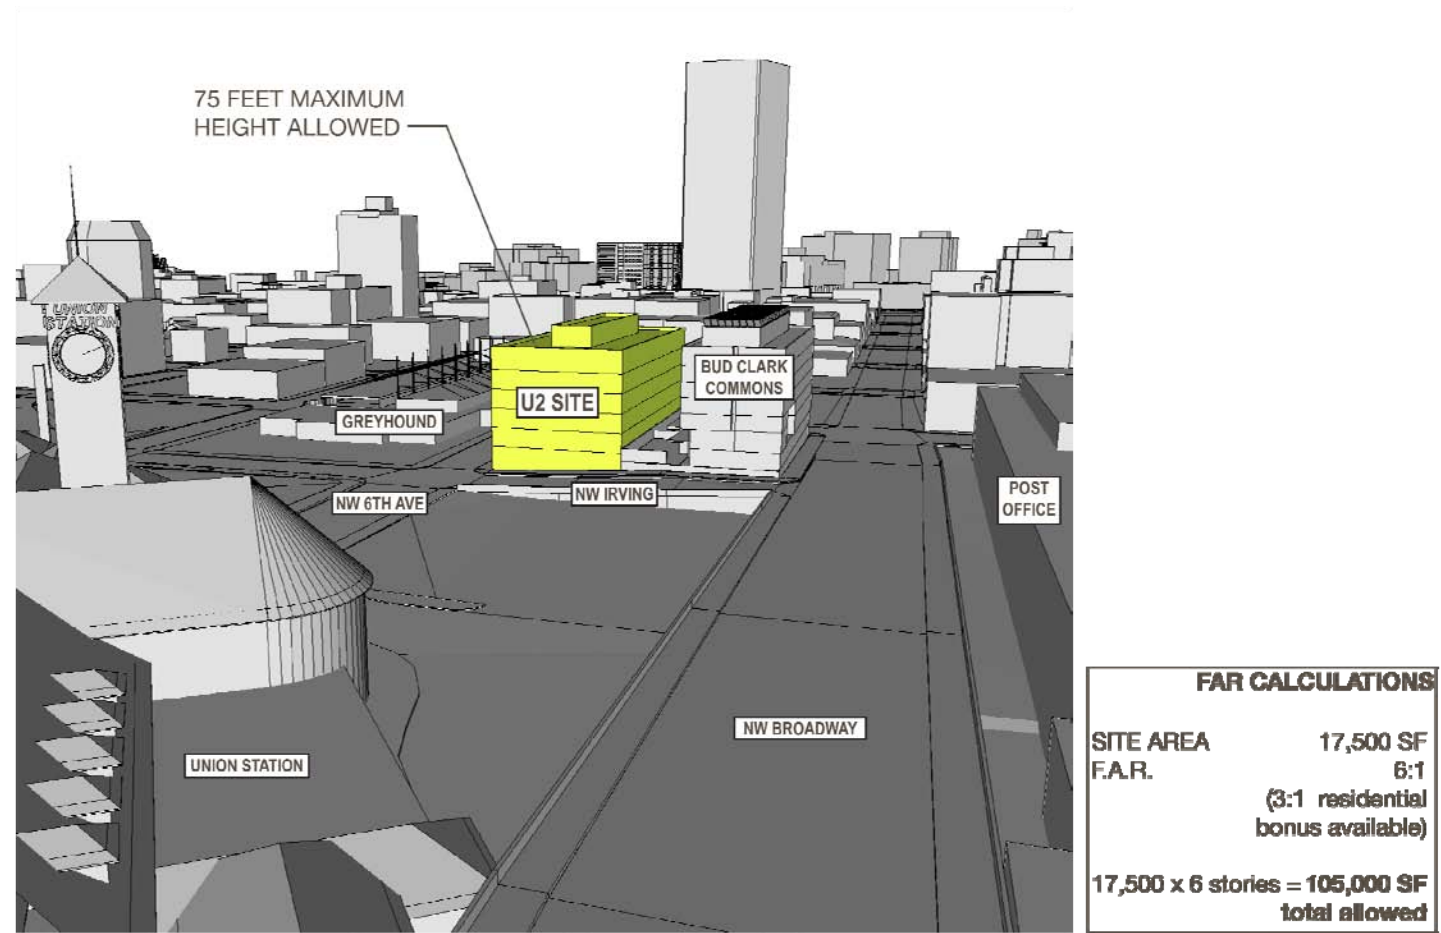 75 FEET MAXIMUM
HEIGHT ALLOWED
UNION
STATION
U2 SITE
BUD CLARK
COMMONS
GREYHOUND
NW 6TH AVE
NW IRVING
POST
OFFICE
NW BROADWAY
UNION STATION
FAR CALCULATIONS
SITE AREA 17,500 SF
F.A.R. 6:1
(3:1 residential
bonus available)
17,500 x 6 stories = 105,000 SF
total allowed